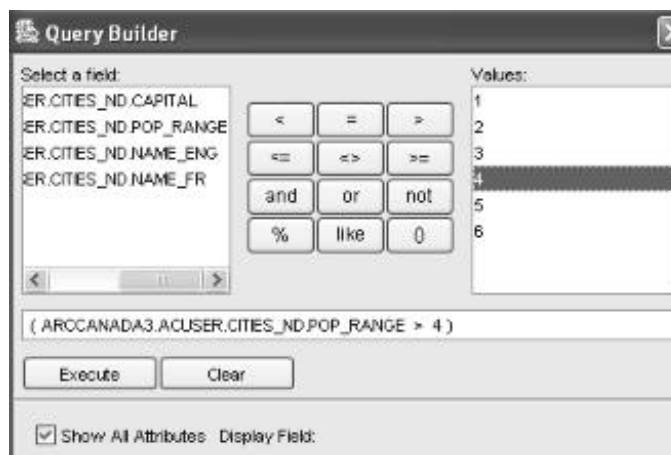 Query Builder
Select a field:
ER.CITIES_ND.CAPITAL
ER.CITIES_ND.POP_RANGE
ER.CITIES_ND.NAME_ENG
ER.CITIES_ND.NAME_FR
< = >
<= <> >=
and or not
% like ()
Values:
1
2
3
4
5
6
( ARCCANADA3.ACUSER.CITIES_ND.POP_RANGE > 4 )
Execute Clear
Show All Attributes Display Field: